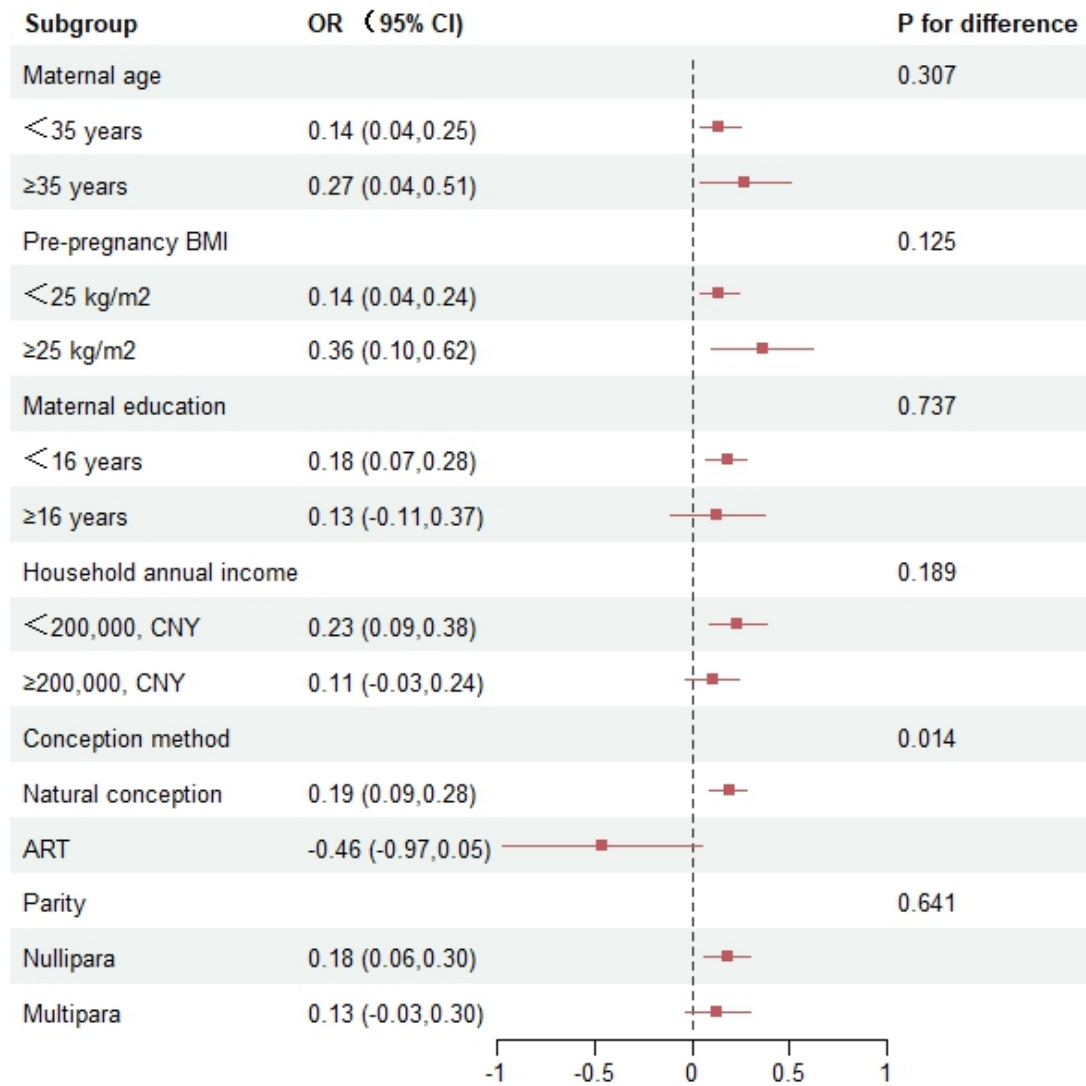 Subgroup OR （95% CI) P for difference
Maternal age 0.307
＜35 years 0.14 (0.04,0.25)
≥35 years 0.27 (0.04,0.51)
Pre-pregnancy BMI 0.125
＜25 kg/m2 0.14 (0.04,0.24)
≥25 kg/m2 0.36 (0.10,0.62)
Maternal education 0.737
＜16 years 0.18 (0.07,0.28)
≥16 years 0.13 (-0.11,0.37)
Household annual income 0.189
＜200,000, CNY 0.23 (0.09,0.38)
≥200,000, CNY 0.11 (-0.03,0.24)
Conception method 0.014
Natural conception 0.19 (0.09,0.28)
ART -0.46 (-0.97,0.05)
Parity 0.641
Nullipara 0.18 (0.06,0.30)
Multipara 0.13 (-0.03,0.30)
-1 -0.5 0 0.5 1